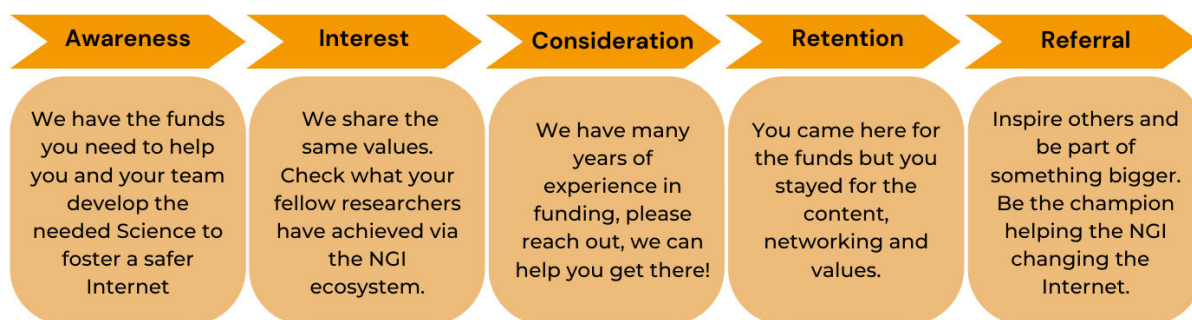 Awareness
We have the funds
you need to help
you and your team
develop the
needed Science to
foster a safer
Internet
Interest
We share the
same values.
Check what your
fellow researchers
have achieved via
the NGI
ecosystem.
Consideration
We have many
years of
experience in
funding, please
reach out, we can
help you get there!
Retention
You came here for
the funds but you
stayed for the
content,
networking and
values.
Referral
Inspire others and
be part of
something bigger.
Be the champion
helping the NGI
changing the
Internet.